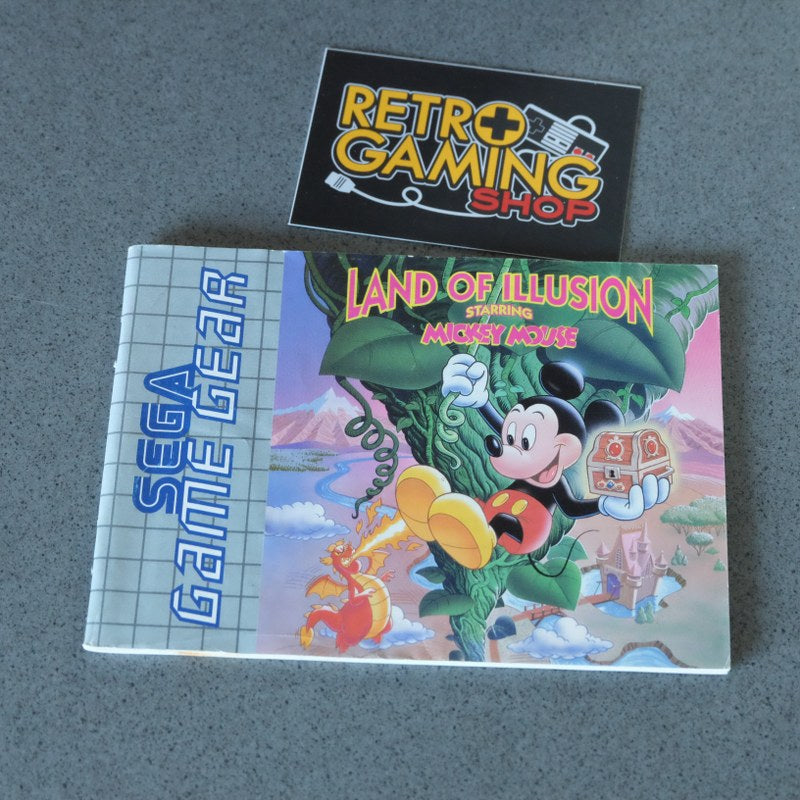 RETRO
GAMING
SHOP
LAND OF ILLUSION
STARRING
MICKEY MOUSE
SEGA
GAME GEAR